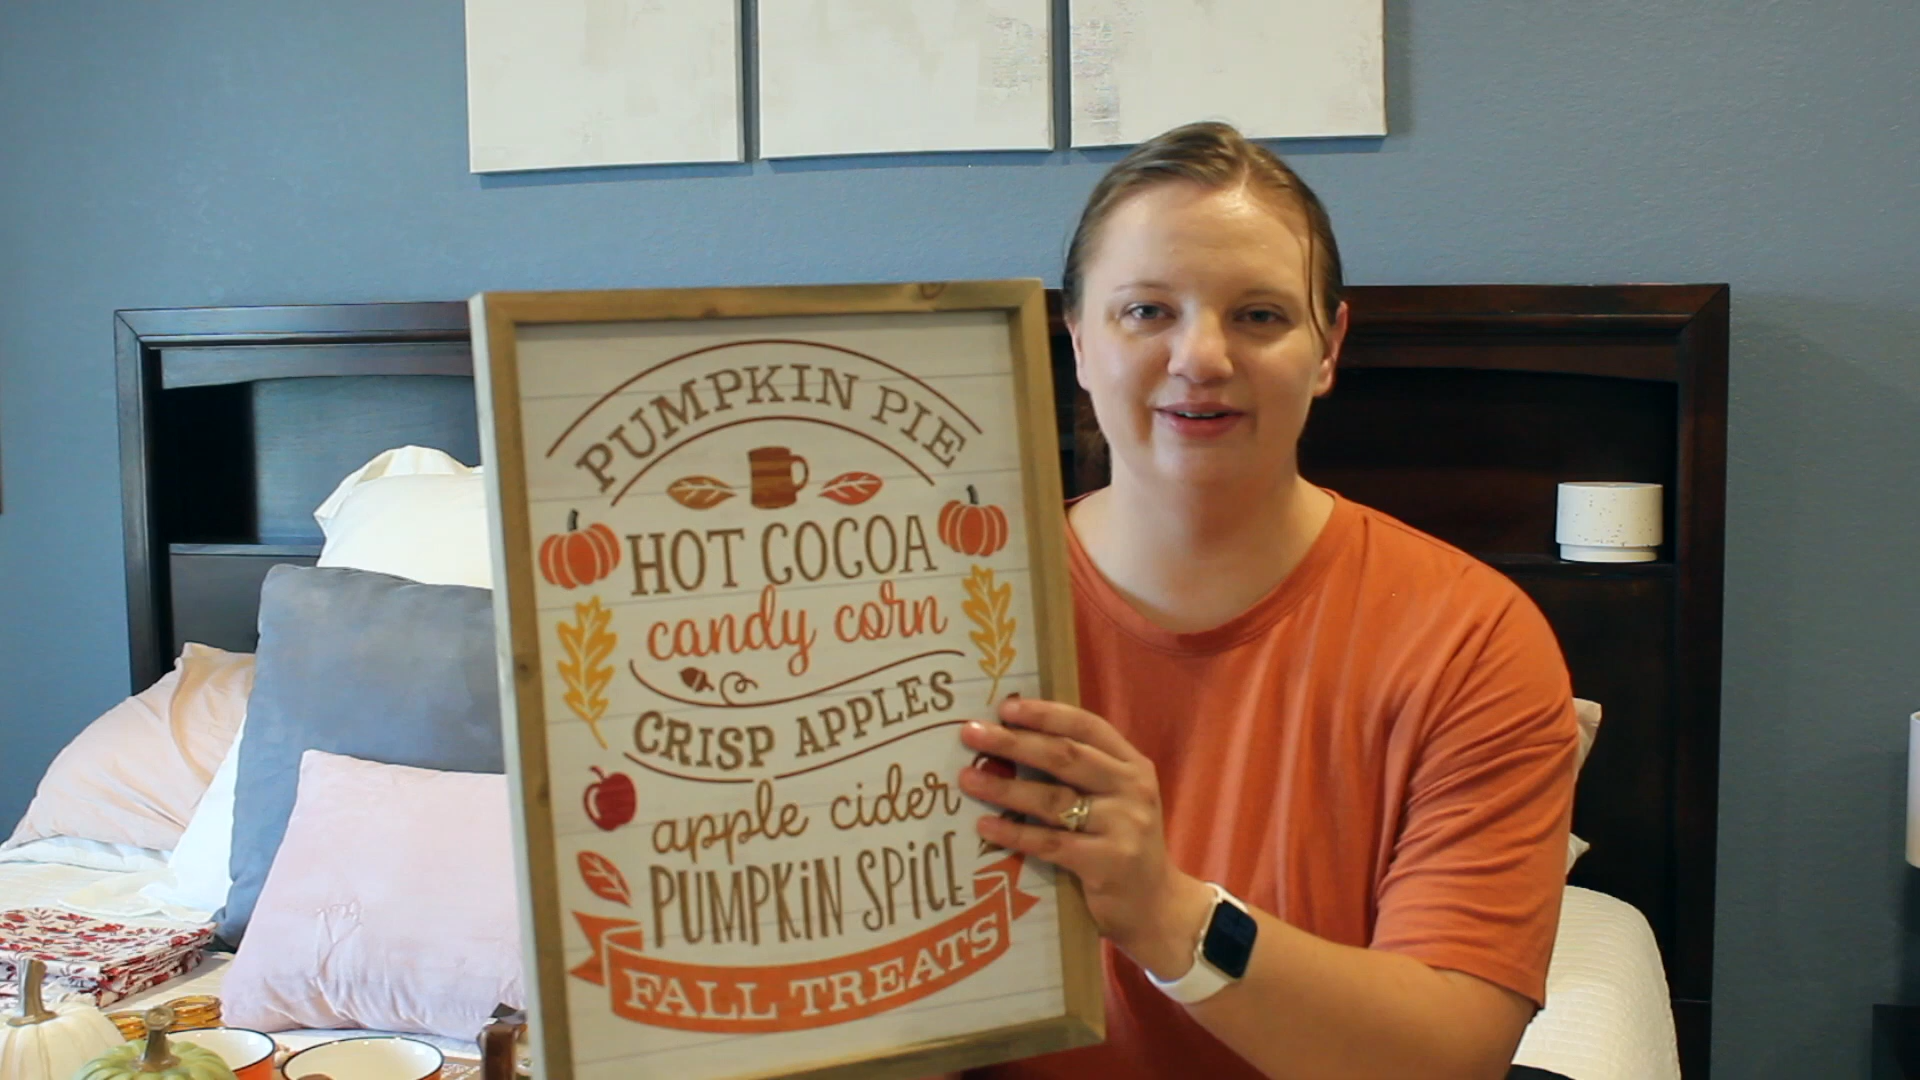 PUMPKIN PIE
HOT COCOA
candy corn
CRISP APPLES
apple cider
PUMPKiN SPiCE
FALL TREATS